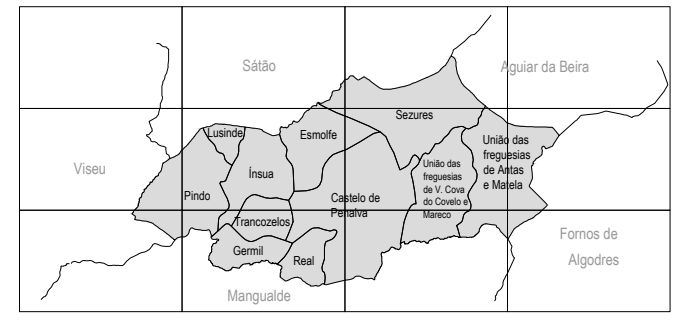 Sátão
Aguiar da Beira
Sezures
Lusinde
Esmolfe
União das
freguesias
de Antas
e Matela
Viseu
Ínsua
União das
freguesias
de V. Cova
do Covelo e
Mareco
Pindo
Castelo de
Penalva
Trancozelos
Fornos de
Algodres
Germil
Real
Mangualde